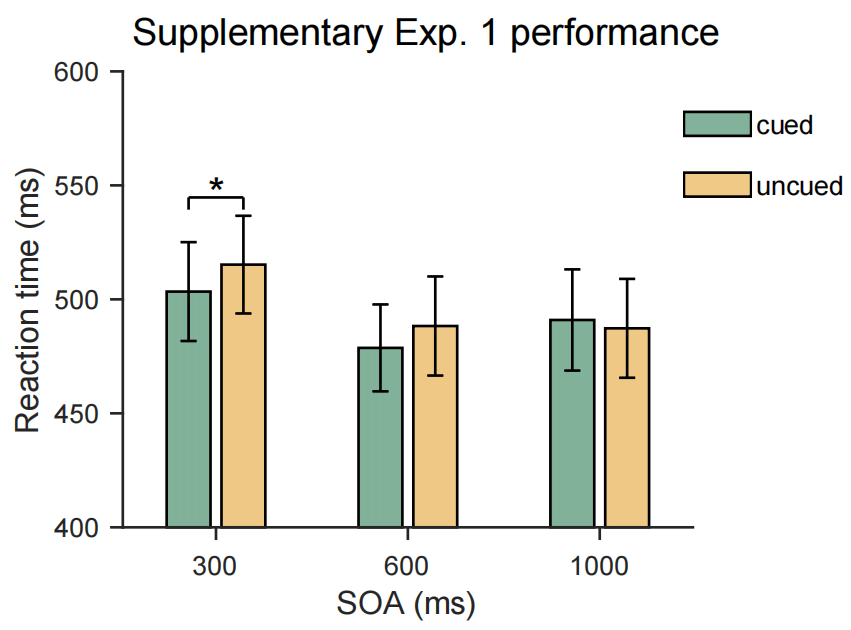 Supplementary Exp. 1 performance
600
550
500
450
400
Reaction time (ms)
*
cued
uncued
300
600
1000
SOA (ms)